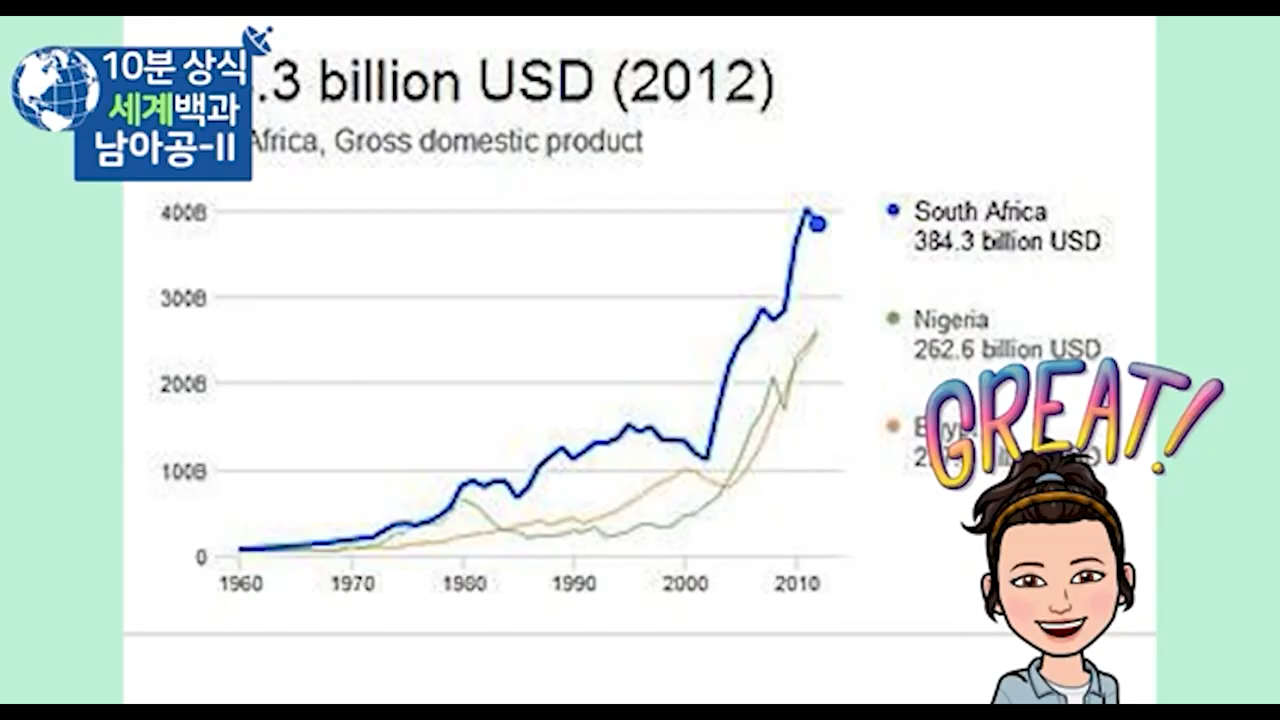 10분 상식
세계백과
남아공-II
.3 billion USD (2012)
Africa, Gross domestic product
400B
300B
200B
100B
0
1960 1970 1980 1990 2000 2010
South Africa
384.3 billion USD
Nigeria
262.6 billion USD
GREAT!